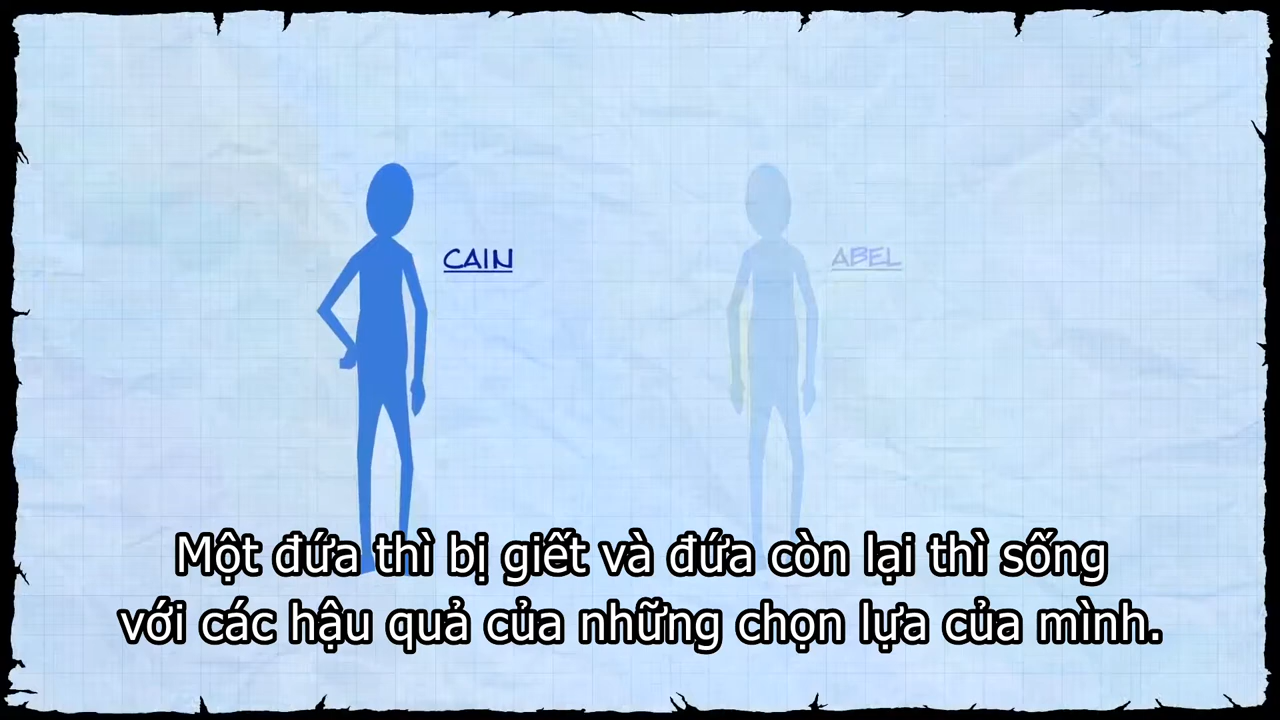 CAIN
ABEL
Một đứa thì bị giết và đứa còn lại thì sống
với các hậu quả của những chọn lựa của mình.